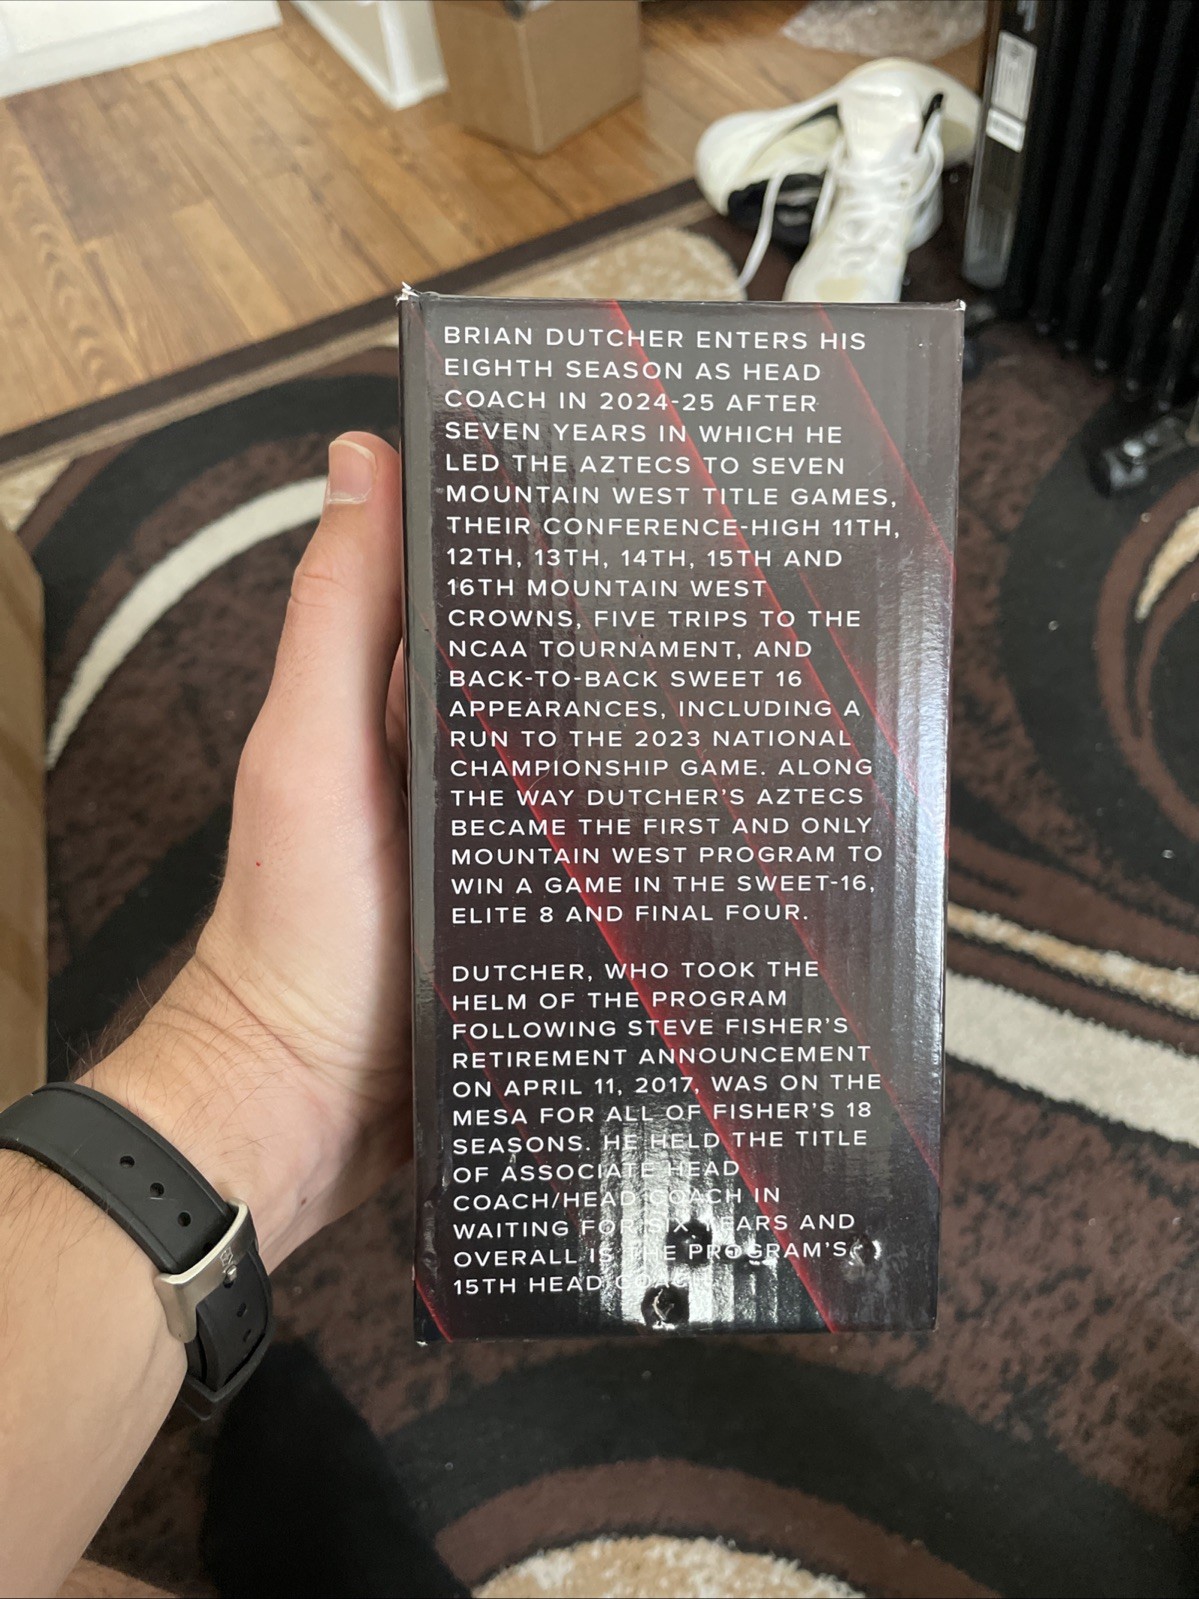 BRIAN DUTCHER ENTERS HIS
EIGHTH SEASON AS HEAD
COACH IN 2024-25 AFTER
SEVEN YEARS IN WHICH HE
LED THE AZTECS TO SEVEN
MOUNTAIN WEST TITLE GAMES,
THEIR CONFERENCE-HIGH 11TH,
12TH, 13TH, 14TH, 15TH AND
16TH MOUNTAIN WEST
CROWNS, FIVE TRIPS TO THE
NCAA TOURNAMENT, AND
BACK-TO-BACK SWEET 16
APPEARANCES, INCLUDING A
RUN TO THE 2023 NATIONAL
CHAMPIONSHIP GAME. ALONG
THE WAY DUTCHER'S AZTECS
BECAME THE FIRST AND ONLY
MOUNTAIN WEST PROGRAM TO
WIN A GAME IN THE SWEET-16,
ELITE 8 AND FINAL FOUR.
DUTCHER, WHO TOOK THE
HELM OF THE PROGRAM
FOLLOWING STEVE FISHER'S
RETIREMENT ANNOUNCEMENT
ON APRIL 11, 2017, WAS ON THE
MESA FOR ALL OF FISHER'S 18
SEASONS. HE HELD THE TITLE
OF ASSOCIATE HEAD
COACH/HEAD COACH IN
WAITING FOR SIX YEARS AND
OVERALL IS THE PROGRAM'S
15TH HEAD COACH